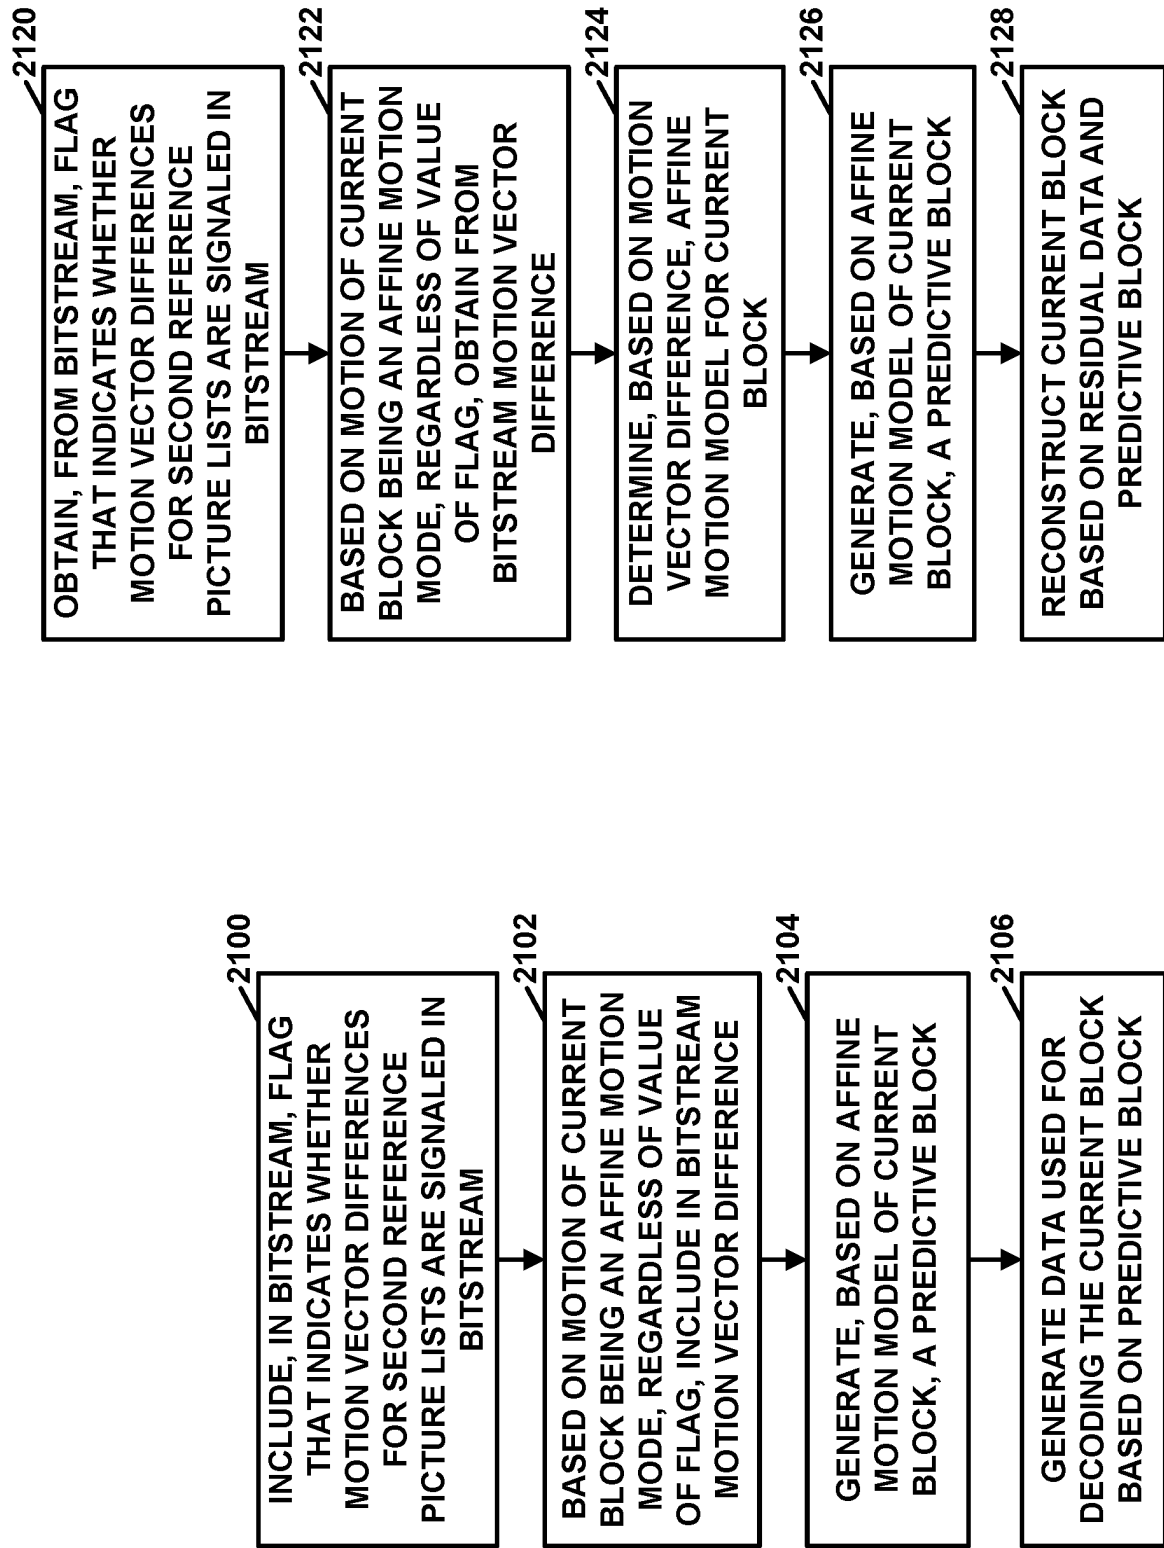 2100
INCLUDE, IN BITSTREAM, FLAG
THAT INDICATES WHETHER
MOTION VECTOR DIFFERENCES
FOR SECOND REFERENCE
PICTURE LISTS ARE SIGNALED IN
BITSTREAM
2102
BASED ON MOTION OF CURRENT
BLOCK BEING AN AFFINE MOTION
MODE, REGARDLESS OF VALUE
OF FLAG, INCLUDE IN BITSTREAM
MOTION VECTOR DIFFERENCE
2104
GENERATE, BASED ON AFFINE
MOTION MODEL OF CURRENT
BLOCK, A PREDICTIVE BLOCK
2106
GENERATE DATA USED FOR
DECODING THE CURRENT BLOCK
BASED ON PREDICTIVE BLOCK
2120
OBTAIN, FROM BITSTREAM, FLAG
THAT INDICATES WHETHER
MOTION VECTOR DIFFERENCES
FOR SECOND REFERENCE
PICTURE LISTS ARE SIGNALED IN
BITSTREAM
2122
BASED ON MOTION OF CURRENT
BLOCK BEING AN AFFINE MOTION
MODE, REGARDLESS OF VALUE
OF FLAG, OBTAIN FROM
BITSTREAM MOTION VECTOR
DIFFERENCE
2124
DETERMINE, BASED ON MOTION
VECTOR DIFFERENCE, AFFINE
MOTION MODEL FOR CURRENT
BLOCK
2126
GENERATE, BASED ON AFFINE
MOTION MODEL OF CURRENT
BLOCK, A PREDICTIVE BLOCK
2128
RECONSTRUCT CURRENT BLOCK
BASED ON RESIDUAL DATA AND
PREDICTIVE BLOCK